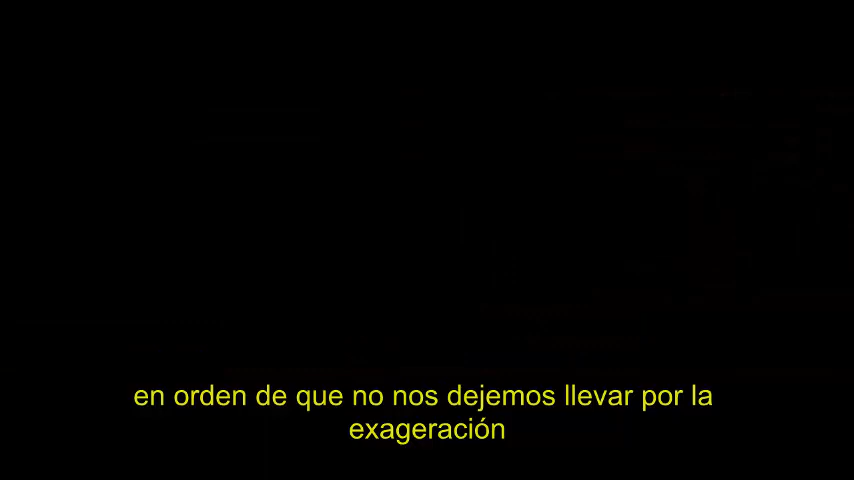 en orden de que no nos dejemos llevar por la
exageración